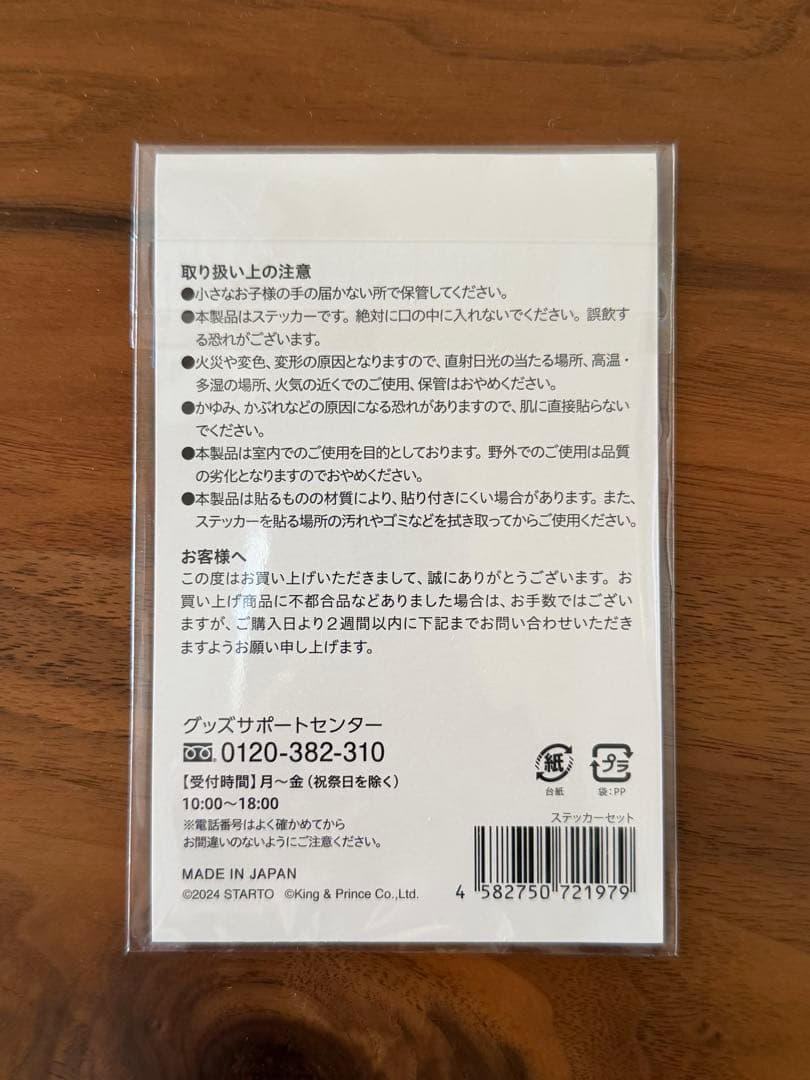 取り扱い上の注意
●小さなお子様の手の届かない所で保管してください。
●本製品はステッカーです。絶対に口の中に入れないでください。誤飲す
る恐れがございます。
●火災や変色、変形の原因となりますので、直射日光の当たる場所、高温・
多湿の場所、火気の近くでのご使用、保管はおやめください。
●かゆみ、かぶれなどの原因になる恐れがありますので、肌に直接貼らない
でください。
●本製品は室内でのご使用を目的としております。野外でのご使用は品質
の劣化となりますのでおやめください。
●本製品は貼るものの材質により、貼り付きにくい場合があります。また、
ステッカーを貼る場所の汚れやゴミなどを拭き取ってからご使用ください。
お客様へ
この度はお買い上げいただきまして、誠にありがとうございます。お
買い上げ商品に不都合品などありました場合は、お手数ではござい
ますが、ご購入日より2週間以内に下記までお問い合わせいただき
ますようお願い申し上げます。
グッズサポートセンター
0120-382-310
【受付時間】月〜金（祝祭日を除く）
10:00〜18:00
※電話番号はよく確かめてから
お間違いのないようにご注意ください。
MADE IN JAPAN
©2024 STARTO ©King & Prince Co.,Ltd.
紙
台紙
プラ
袋:PP
ステッカーセット
4 582750 721979